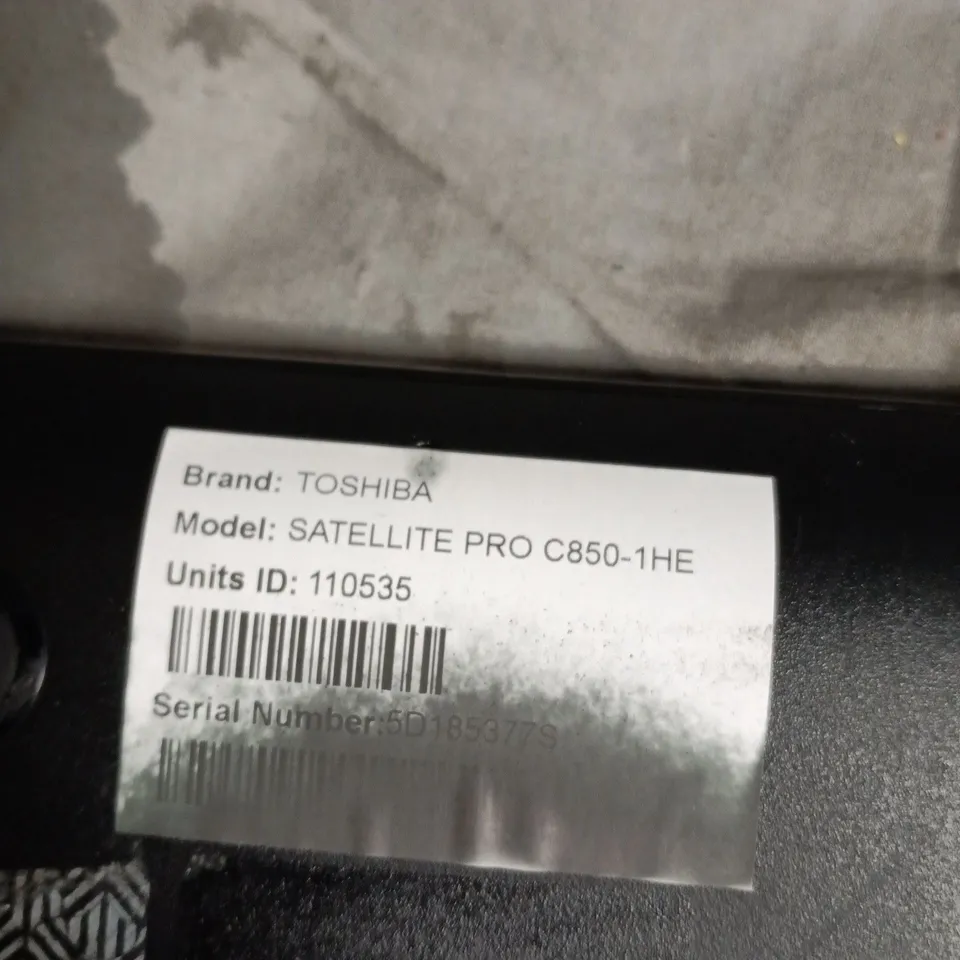 Brand: TOSHIBA
Model: SATELLITE PRO C850-1HE
Units ID: 110535
Serial Number:5D185377S